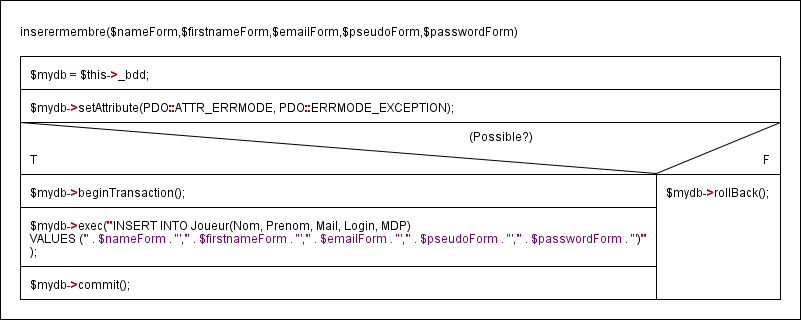 inserermembre($nameForm,$firstnameForm,$emailForm,$pseudoForm,$passwordForm)
$mydb = $this->_bdd;
$mydb->setAttribute(PDO::ATTR_ERRMODE, PDO::ERRMODE_EXCEPTION);
(Possible?)
T F
$mydb->beginTransaction();
$mydb->rollBack();
$mydb->exec("INSERT INTO Joueur(Nom, Prenom, Mail, Login, MDP)
VALUES ('" . $nameForm . "','" . $firstnameForm . "','" . $emailForm . "','" . $pseudoForm . "','" . $passwordForm . "')"
);
$mydb->commit();